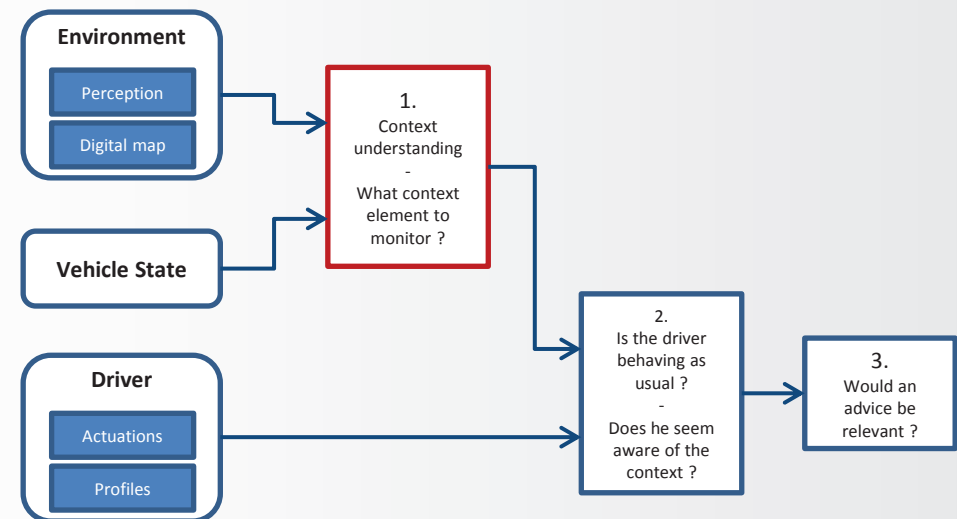 Environment
Perception
Digital map
Vehicle State
Driver
Actuations
Profiles
1.
Context
understanding
-
What context
element to
monitor ?
2.
Is the driver
behaving as
usual ?
-
Does he seem
aware of the
context ?
3.
Would an
advice be
relevant ?